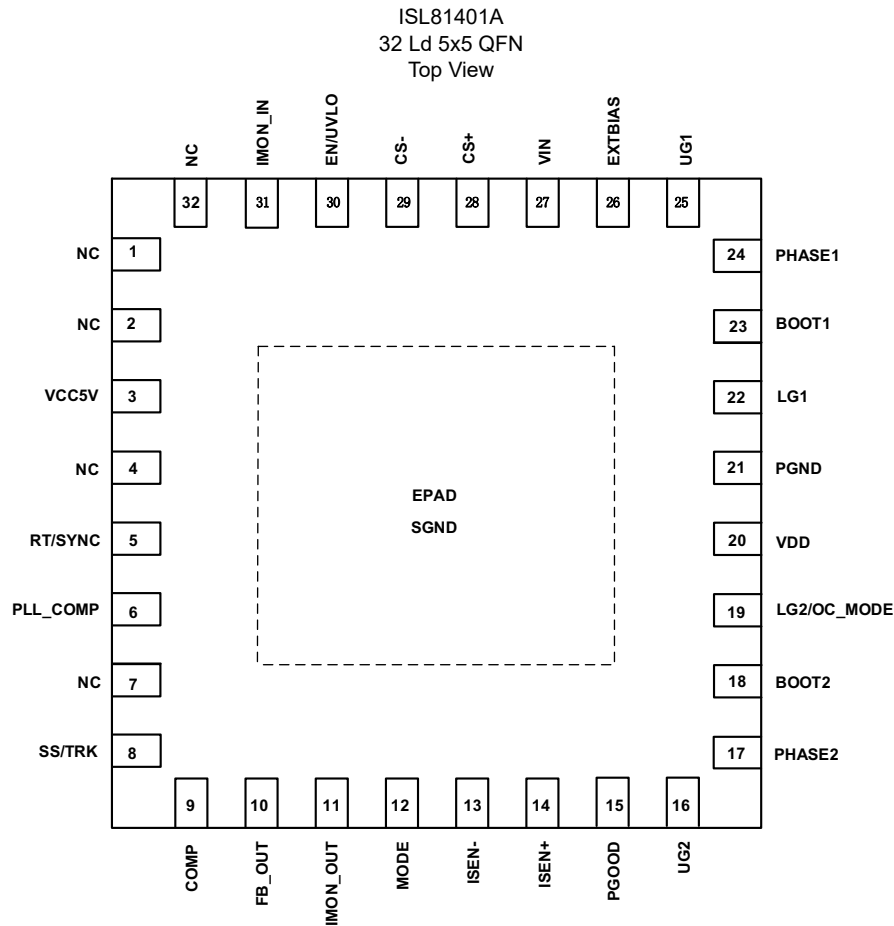 ISL81401A
32 Ld 5x5 QFN
Top View
NC
IMON_IN
EN/UVLO
CS-
CS+
VIN
EXTBIAS
UG1
32
31
30
29
28
27
26
25
NC
1
NC
2
VCC5V
3
NC
4
RT/SYNC
5
PLL_COMP
6
NC
7
SS/TRK
8
EPAD
SGND
24
PHASE1
23
BOOT1
22
LG1
21
PGND
20
VDD
19
LG2/OC_MODE
18
BOOT2
17
PHASE2
9
10
11
12
13
14
15
16
COMP
FB_OUT
IMON_OUT
MODE
ISEN-
ISEN+
PGOOD
UG2